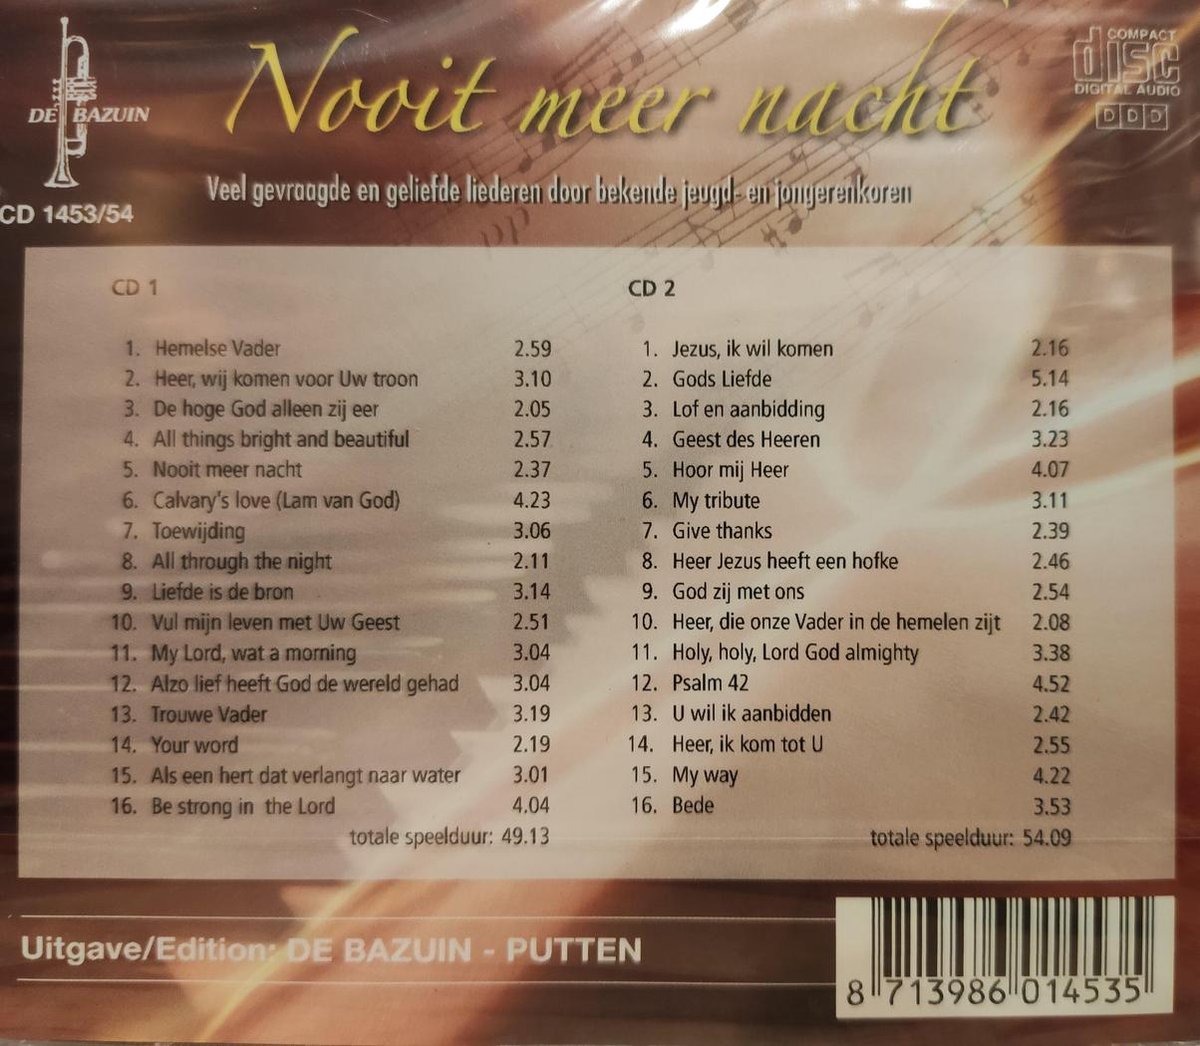 DE BAZUIN
CD 1453/54
Nooit meer nacht
COMPACT
disc
DIGITAL AUDIO
DDD
Veel gevraagde en geliefde liederen door bekende jeugd- en jongerenkoren
pp
CD 1
1. Hemelse Vader 2.59
2. Heer, wij komen voor Uw troon 3.10
3. De hoge God alleen zij eer 2.05
4. All things bright and beautiful 2.57
5. Nooit meer nacht 2.37
6. Calvary's love (Lam van God) 4.23
7. Toewijding 3.06
8. All through the night 2.11
9. Liefde is de bron 3.14
10. Vul mijn leven met Uw Geest 2.51
11. My Lord, wat a morning 3.04
12. Alzo lief heeft God de wereld gehad 3.04
13. Trouwe Vader 3.19
14. Your word 2.19
15. Als een hert dat verlangt naar water 3.01
16. Be strong in the Lord 4.04
totale speelduur: 49.13
CD 2
1. Jezus, ik wil komen 2.16
2. Gods Liefde 5.14
3. Lof en aanbidding 2.16
4. Geest des Heeren 3.23
5. Hoor mij Heer 4.07
6. My tribute 3.11
7. Give thanks 2.39
8. Heer Jezus heeft een hofke 2.46
9. God zij met ons 2.54
10. Heer, die onze Vader in de hemelen zijt 2.08
11. Holy, holy, Lord God almighty 3.38
12. Psalm 42 4.52
13. U wil ik aanbidden 2.42
14. Heer, ik kom tot U 2.55
15. My way 4.22
16. Bede 3.53
totale speelduur: 54.09
Uitgave/Edition: DE BAZUIN - PUTTEN
8 713986 014535